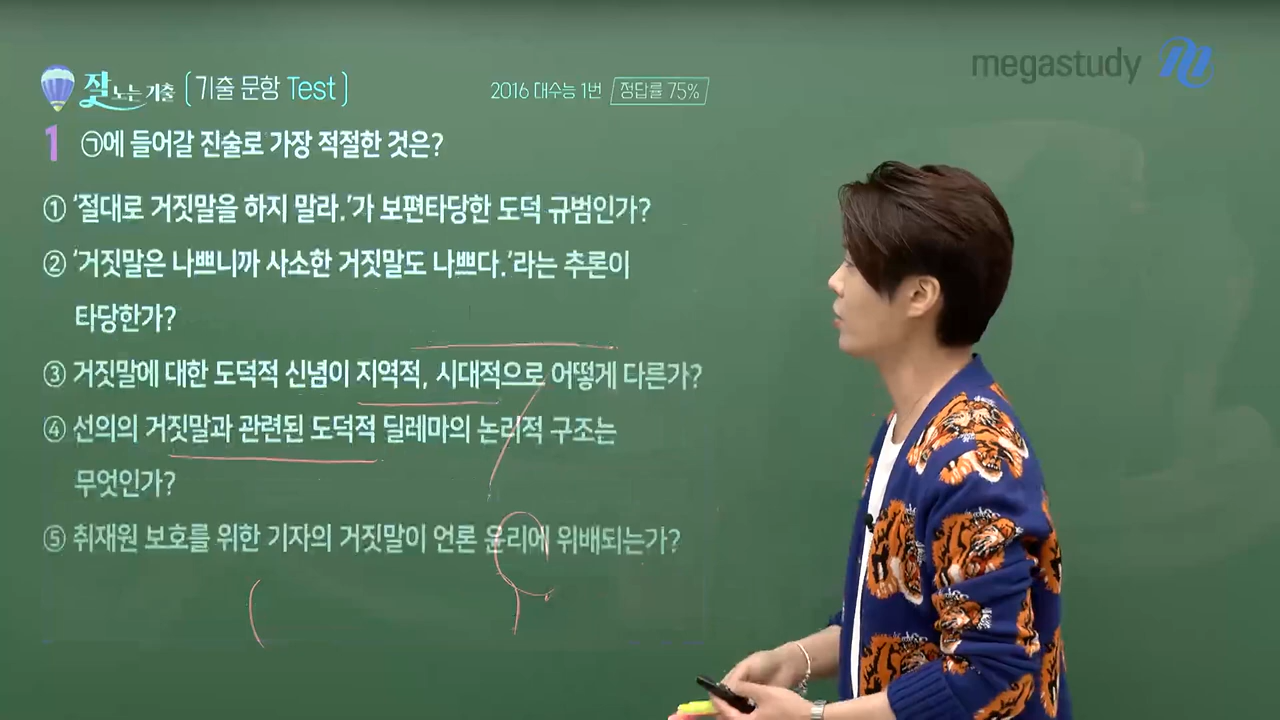 megastudy
잘 노는 기출 [기출 문항 Test]
2016 대수능 1번 정답률 75%
1 ㉠에 들어갈 진술로 가장 적절한 것은?
① '절대로 거짓말을 하지 말라.'가 보편타당한 도덕 규범인가?
② '거짓말은 나쁘니까 사소한 거짓말도 나쁘다.'라는 추론이
타당한가?
③ 거짓말에 대한 도덕적 신념이 지역적, 시대적으로 어떻게 다른가?
④ 선의의 거짓말과 관련된 도덕적 딜레마의 논리적 구조는
무엇인가?
⑤ 취재원 보호를 위한 기자의 거짓말이 언론 윤리에 위배되는가?